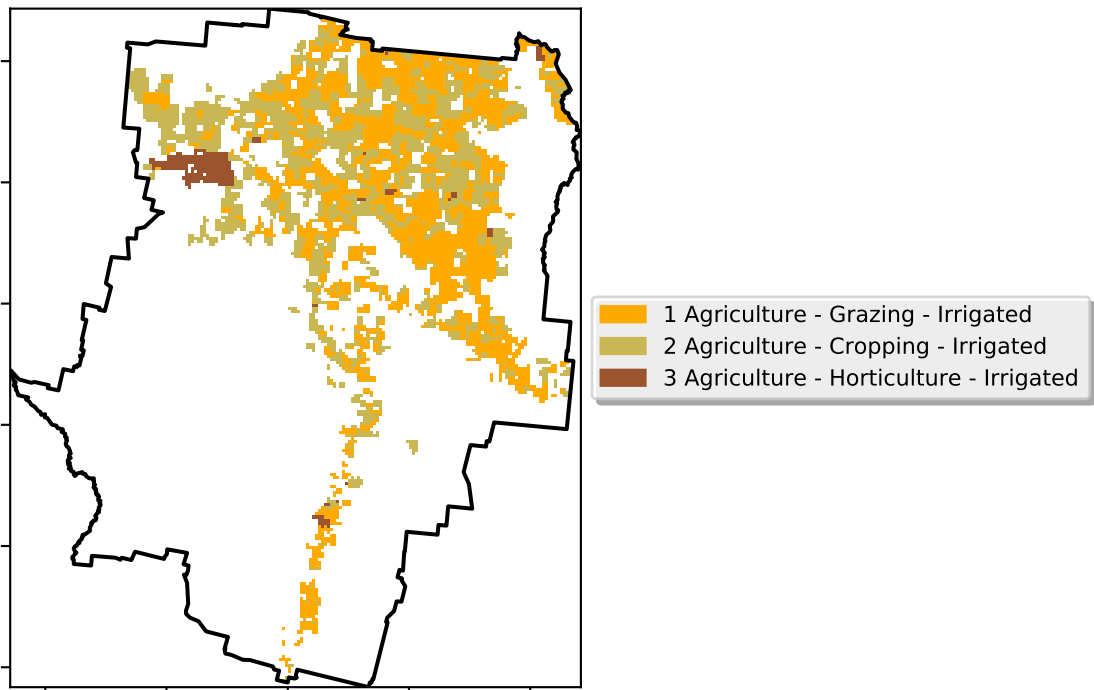 1 Agriculture - Grazing - Irrigated
2 Agriculture - Cropping - Irrigated
3 Agriculture - Horticulture - Irrigated